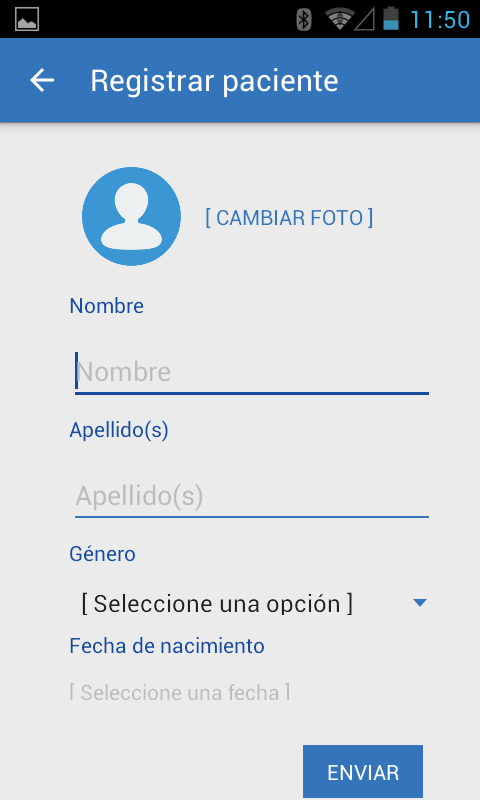 11:50
Registrar paciente
[ CAMBIAR FOTO ]
Nombre
Nombre
Apellido(s)
Apellido(s)
Género
[ Seleccione una opción ]
Fecha de nacimiento
[ Seleccione una fecha ]
ENVIAR